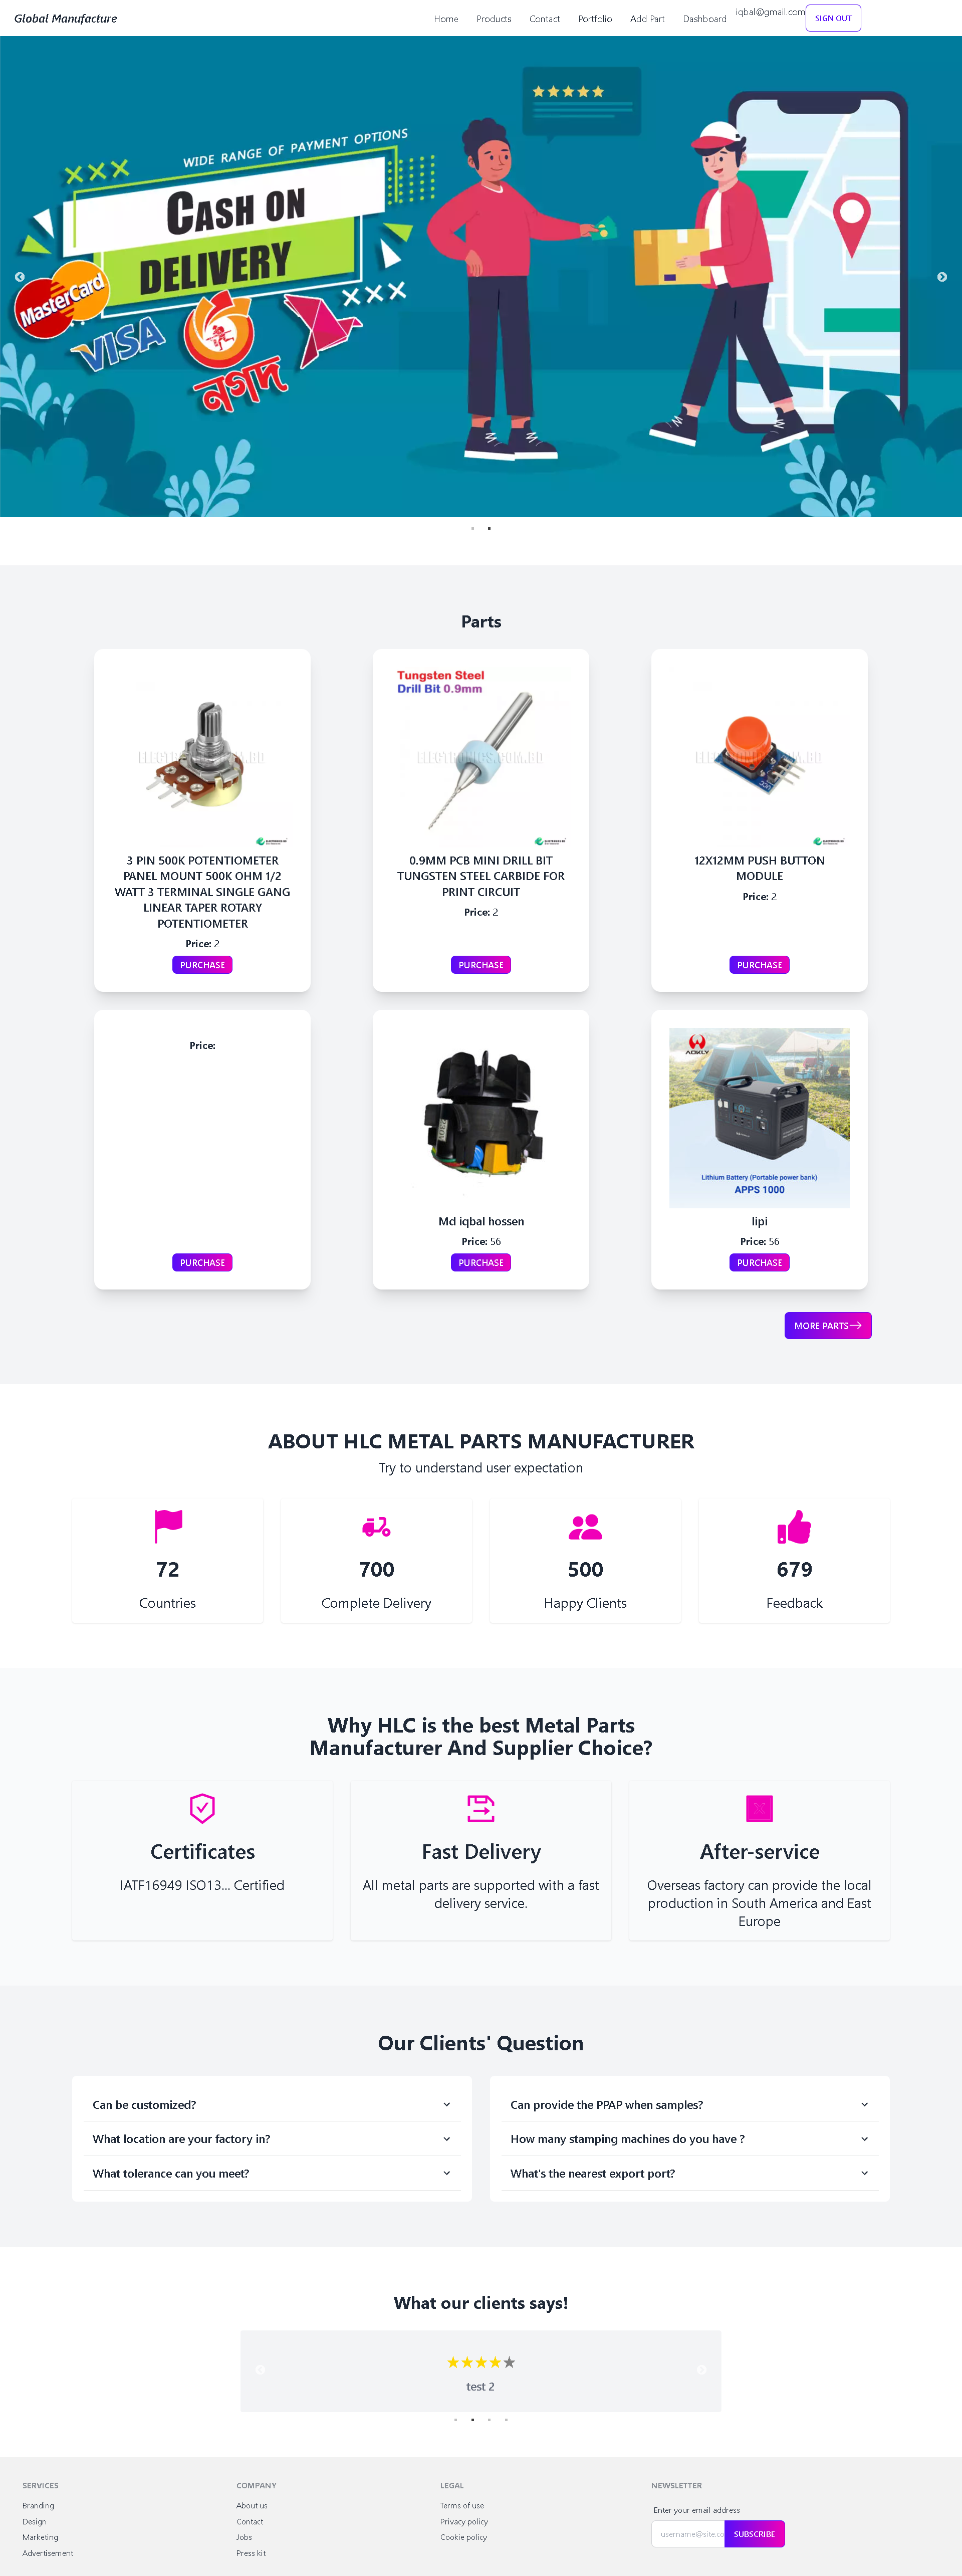 Global Manufacture
Home
Products
Contact
Portfolio
Add Part
Dashboard
iqbal@gmail.com
SIGN OUT
WIDE RANGE OF PAYMENT OPTIONS
CASH ON
DELIVERY
MasterCard
VISA
নগদ
Parts
Tungsten Steel
Drill Bit 0.9mm
3 PIN 500K POTENTIOMETER
PANEL MOUNT 500K OHM 1/2
WATT 3 TERMINAL SINGLE GANG
LINEAR TAPER ROTARY
POTENTIOMETER
Price: 2
PURCHASE
0.9MM PCB MINI DRILL BIT
TUNGSTEN STEEL CARBIDE FOR
PRINT CIRCUIT
Price: 2
PURCHASE
12X12MM PUSH BUTTON
MODULE
Price: 2
PURCHASE
Price:
PURCHASE
Md iqbal hossen
Price: 56
PURCHASE
AOKLY
Lithium Battery (Portable power bank)
APPS 1000
lipi
Price: 56
PURCHASE
MORE PARTS
ABOUT HLC METAL PARTS MANUFACTURER
Try to understand user expectation
72
Countries
700
Complete Delivery
500
Happy Clients
679
Feedback
Why HLC is the best Metal Parts
Manufacturer And Supplier Choice?
Certificates
IATF16949 ISO13... Certified
Fast Delivery
All metal parts are supported with a fast
delivery service.
After-service
Overseas factory can provide the local
production in South America and East
Europe
Our Clients' Question
Can be customized?
What location are your factory in?
What tolerance can you meet?
Can provide the PPAP when samples?
How many stamping machines do you have ?
What's the nearest export port?
What our clients says!
test 2
SERVICES
Branding
Design
Marketing
Advertisement
COMPANY
About us
Contact
Jobs
Press kit
LEGAL
Terms of use
Privacy policy
Cookie policy
NEWSLETTER
Enter your email address
username@site.co
SUBSCRIBE